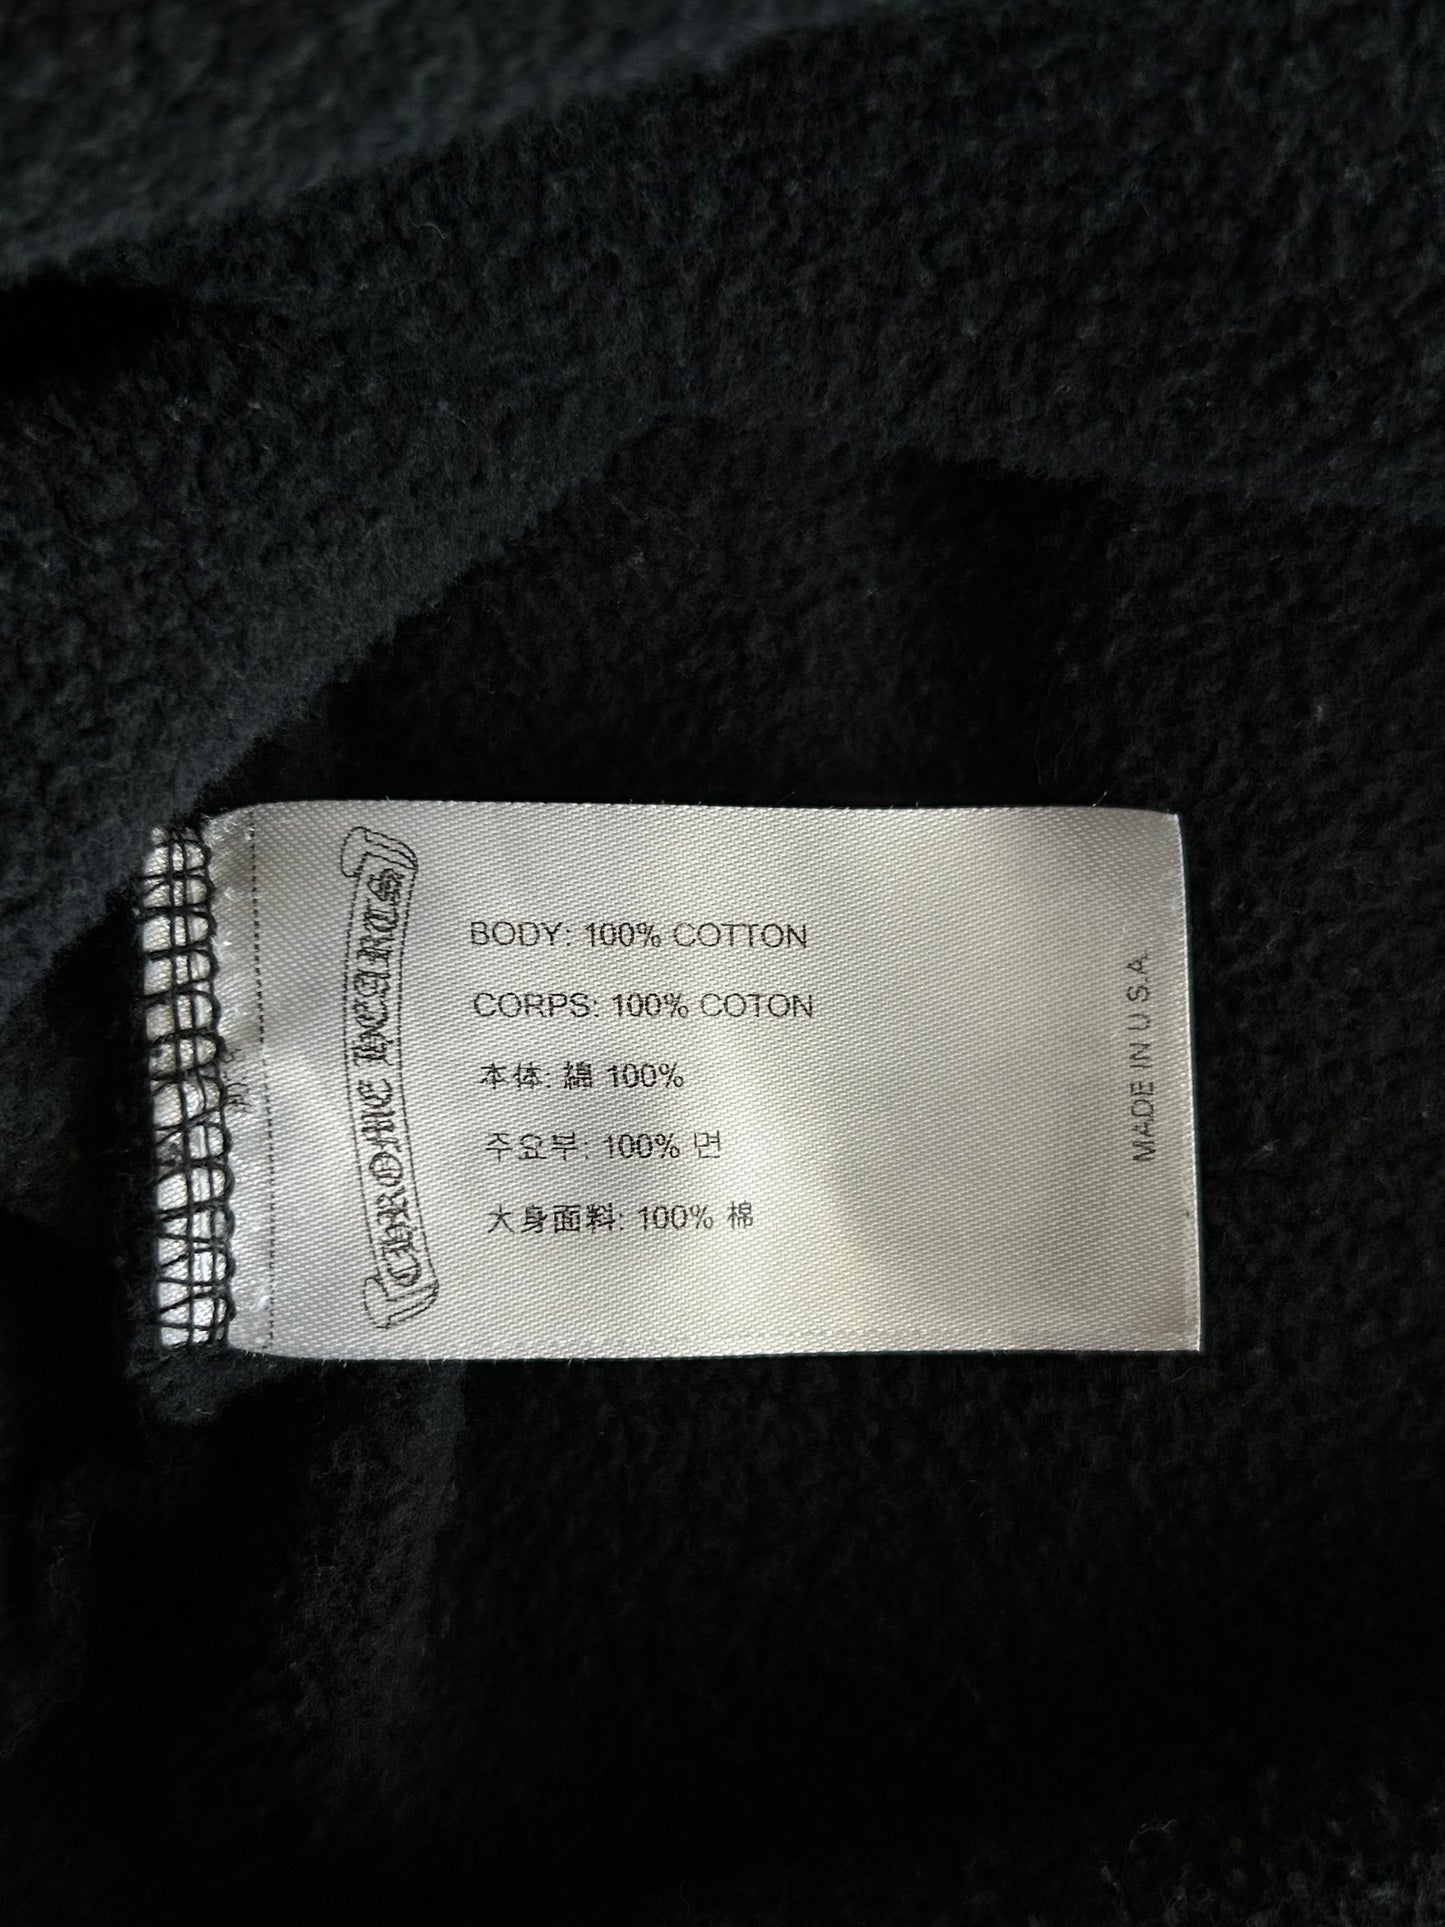 CHROME HEARTS
BODY: 100% COTTON
CORPS: 100% COTON
本体: 綿 100%
주요부: 100% 면
大身面料: 100% 棉
MADE IN U.S.A.